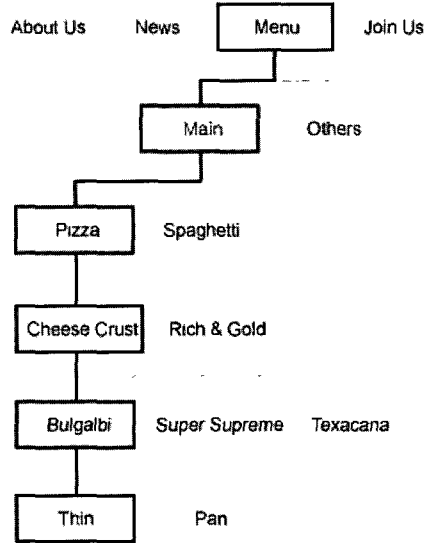 About Us News Menu Join Us
Main Others
Pizza Spaghetti
Cheese Crust Rich & Gold
Bulgalbi Super Supreme Texacana
Thin Pan